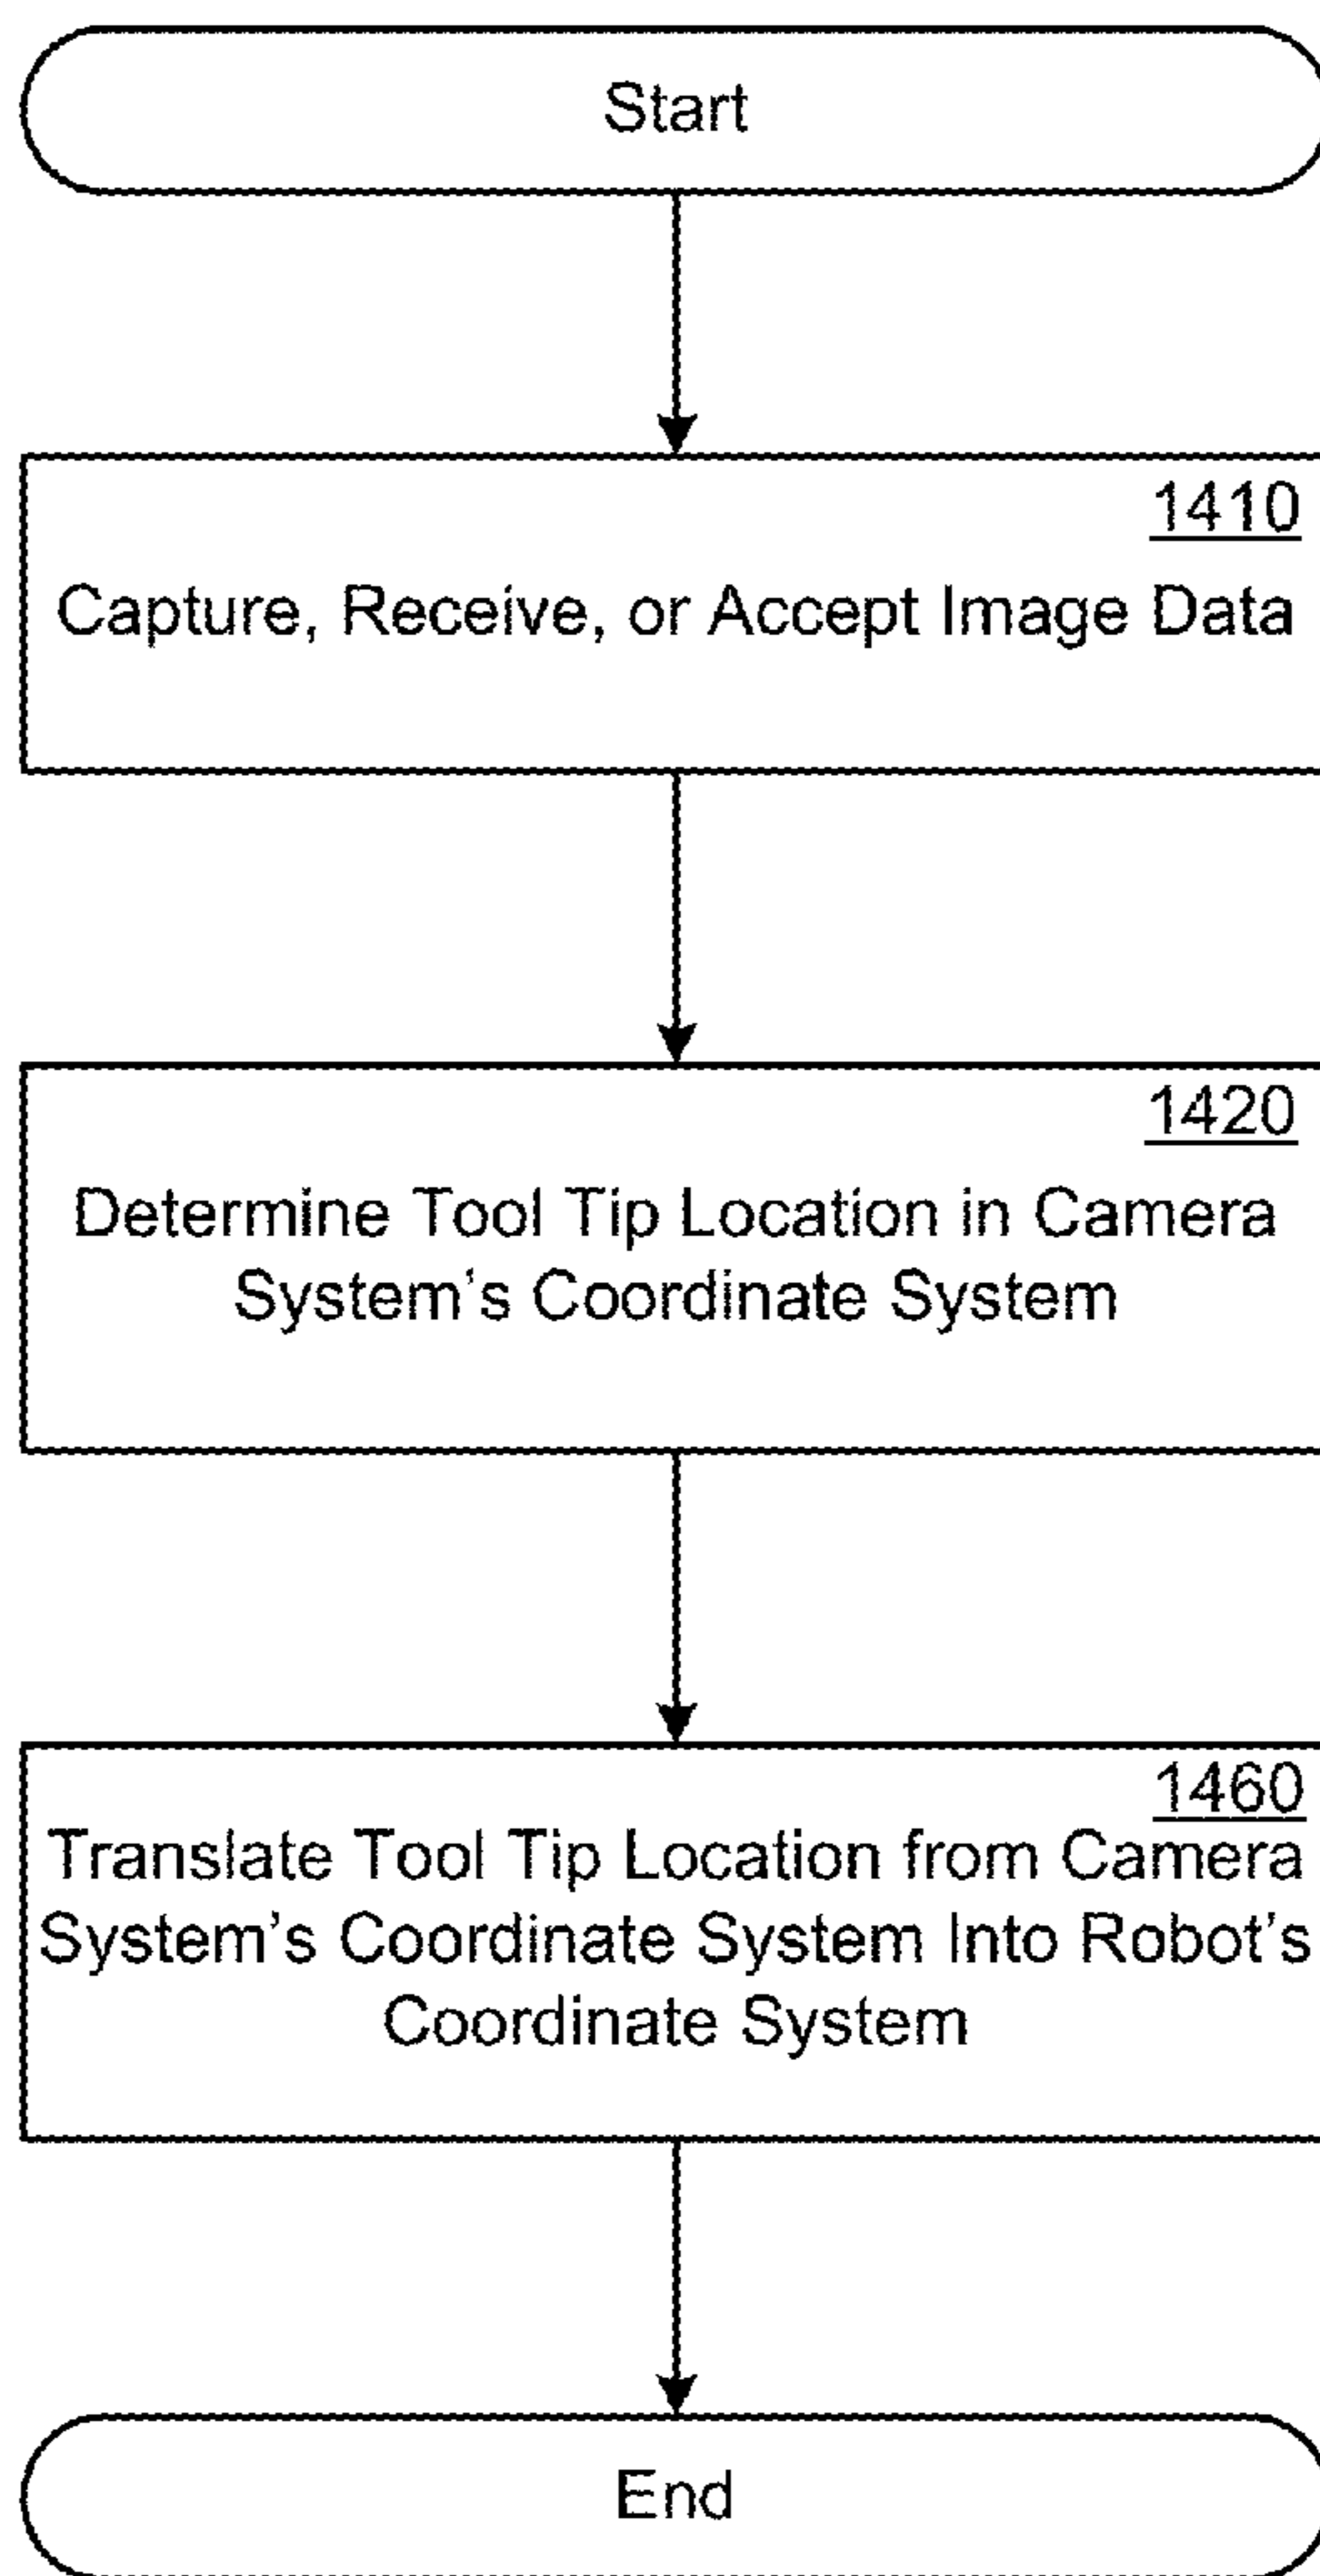 Start
1410
Capture, Receive, or Accept Image Data
1420
Determine Tool Tip Location in Camera
System's Coordinate System
1460
Translate Tool Tip Location from Camera
System's Coordinate System Into Robot's
Coordinate System
End